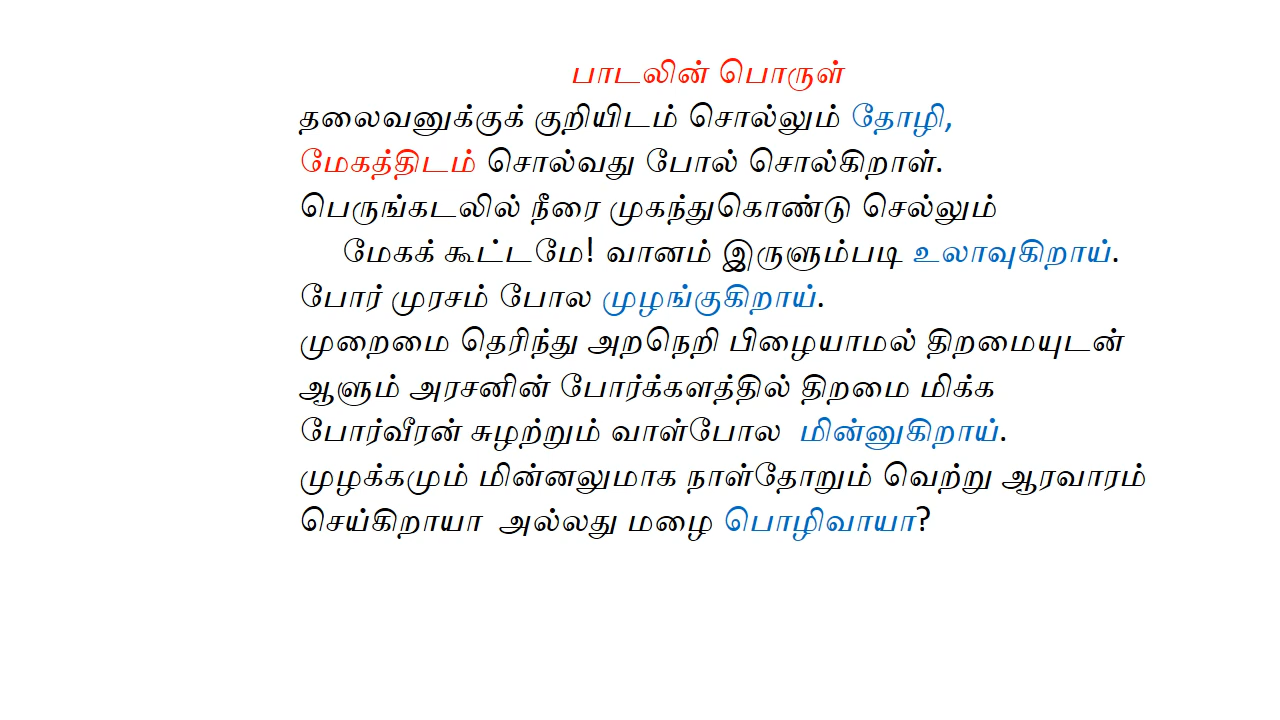 பாடலின் பொருள்
தலைவனுக்குக் குறியிடம் சொல்லும் தோழி,
மேகத்திடம் சொல்வது போல் சொல்கிறாள்.
பெருங்கடலில் நீரை முகந்துகொண்டு செல்லும்
மேகக் கூட்டமே! வானம் இருளும்படி உலாவுகிறாய்.
போர் முரசம் போல முழங்குகிறாய்.
முறைமை தெரிந்து அறநெறி பிழையாமல் திறமையுடன்
ஆளும் அரசனின் போர்க்களத்தில் திறமை மிக்க
போர்வீரன் சுழற்றும் வாள்போல மின்னுகிறாய்.
முழக்கமும் மின்னலுமாக நாள்தோறும் வெற்று ஆரவாரம்
செய்கிறாயா அல்லது மழை பொழிவாயா?